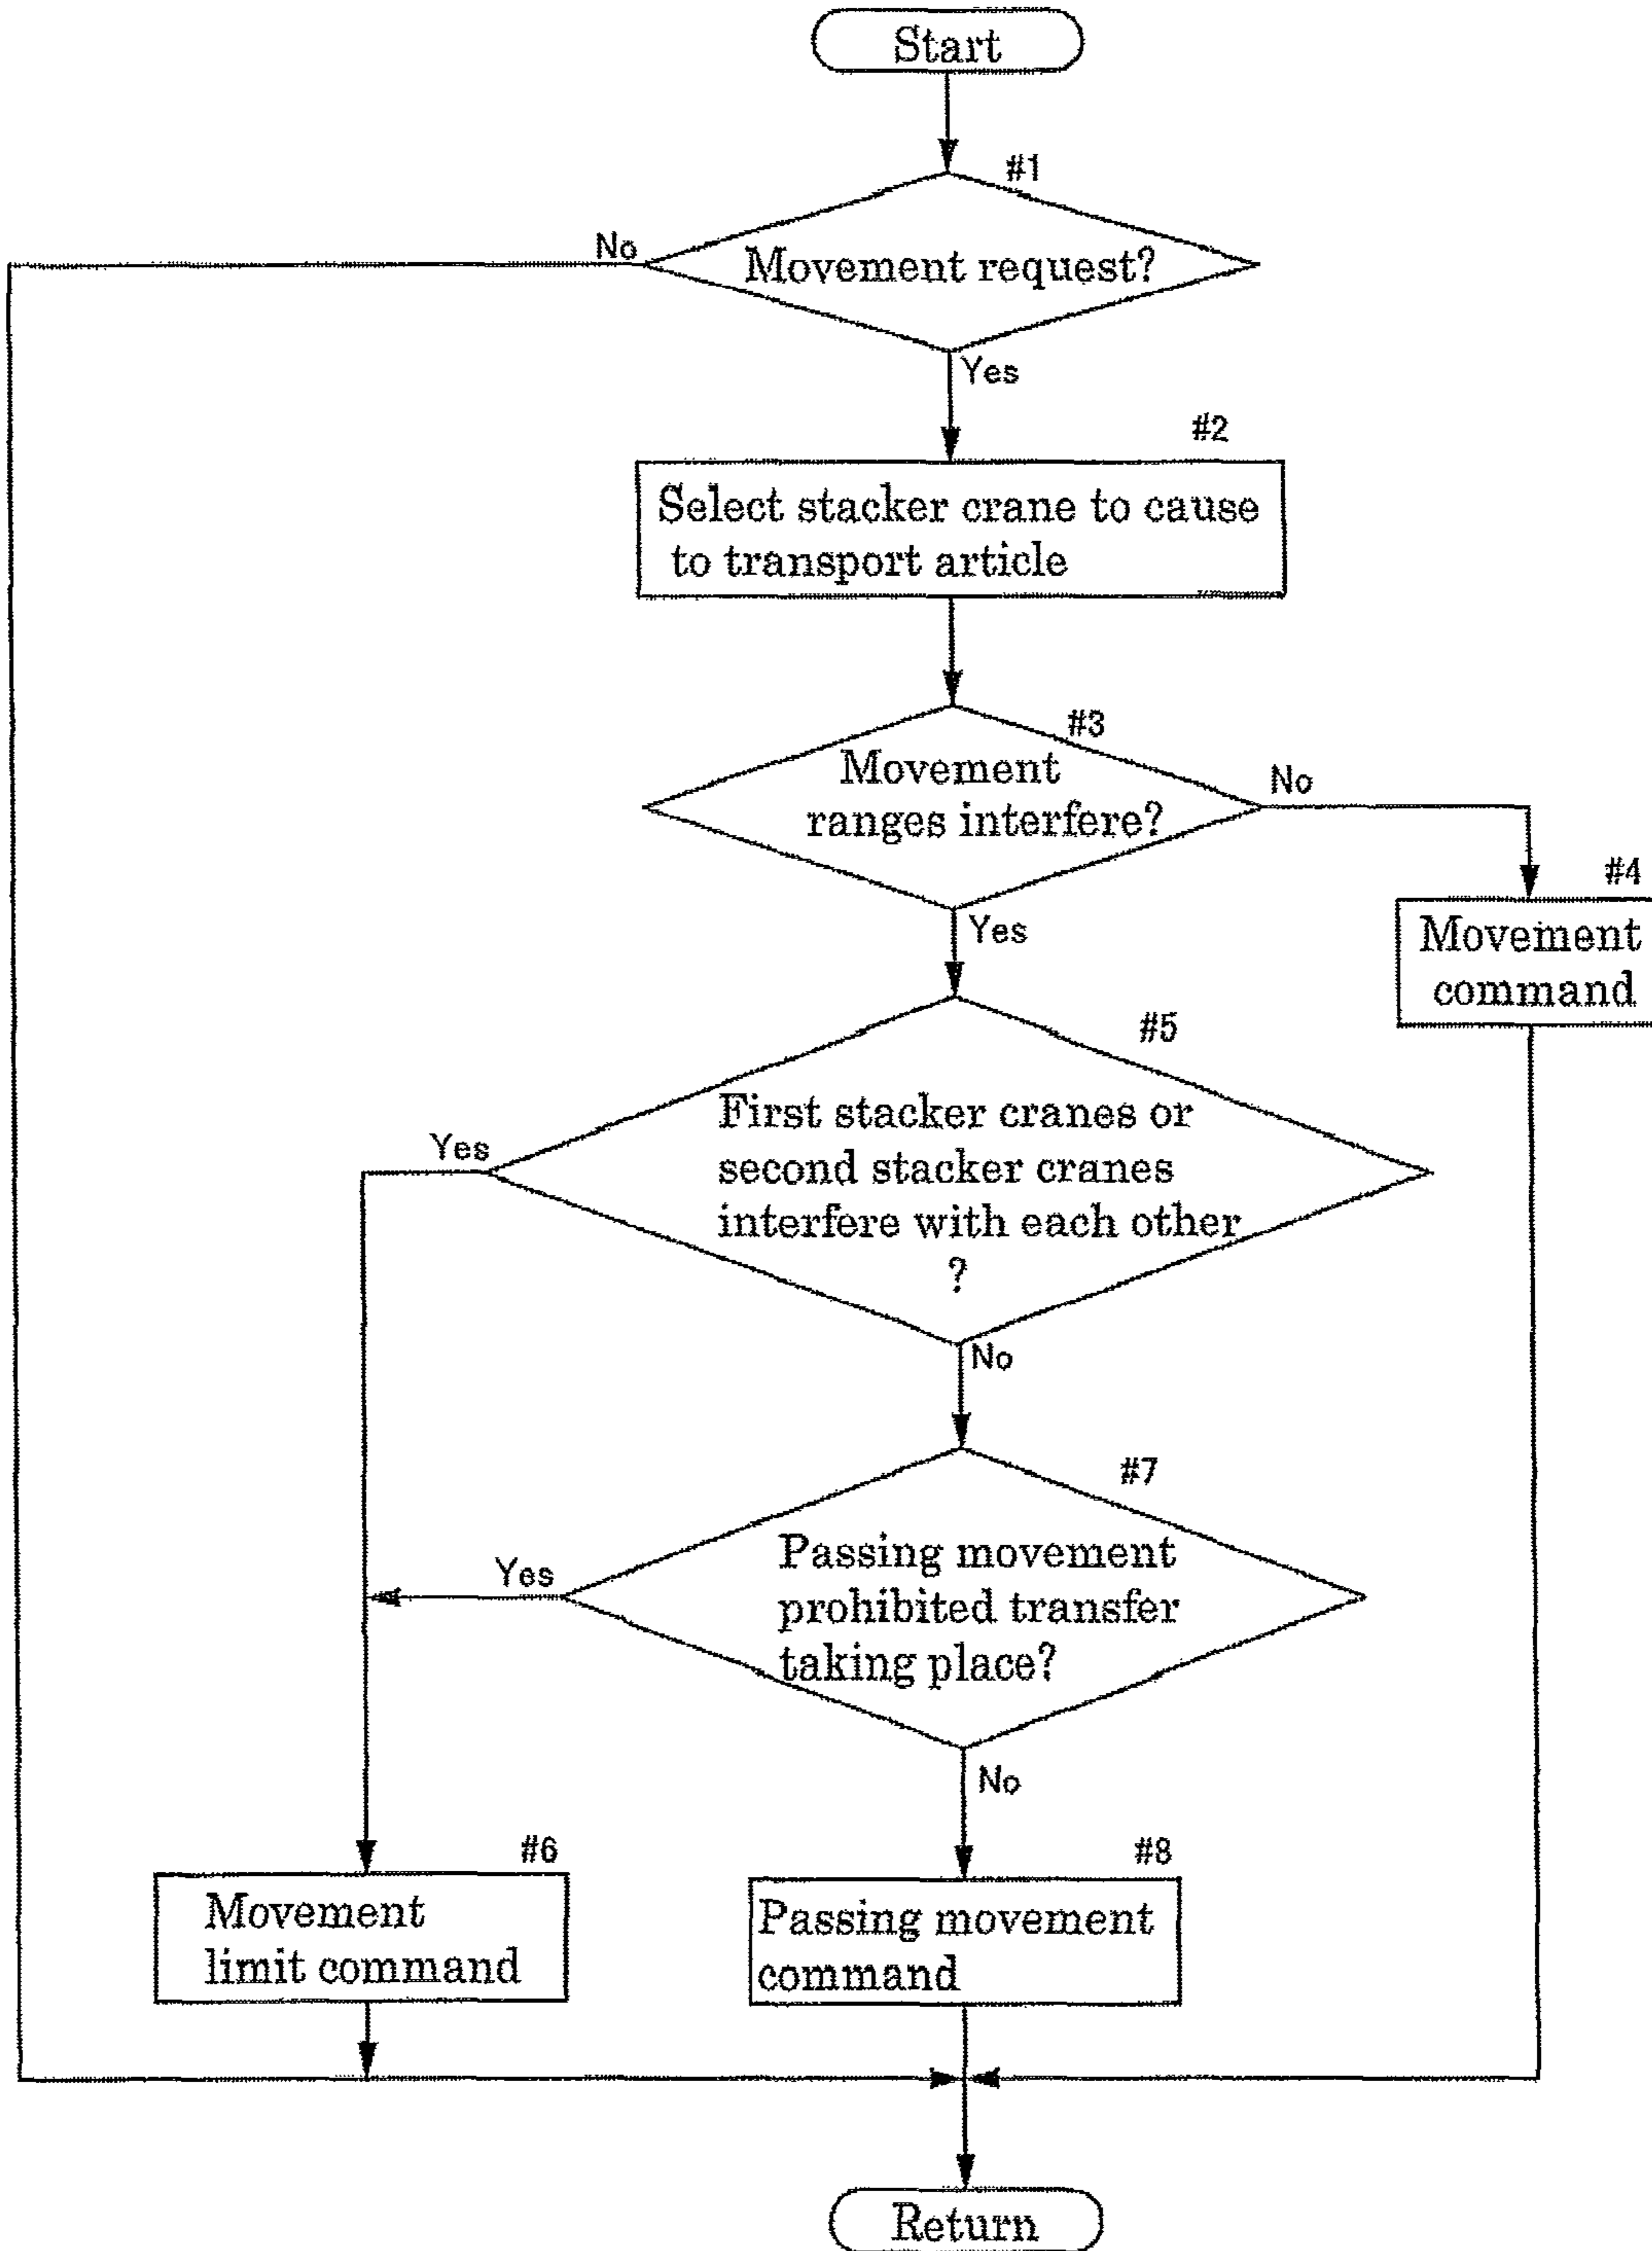 Start
#1
No
Movement request?
Yes
#2
Select stacker crane to cause
to transport article
#3
Movement
ranges interfere?
No
#4
Movement
command
Yes
#5
First stacker cranes or
second stacker cranes
interfere with each other
?
Yes
No
#7
Passing movement
prohibited transfer
taking place?
Yes
No
#6
Movement
limit command
#8
Passing movement
command
Return